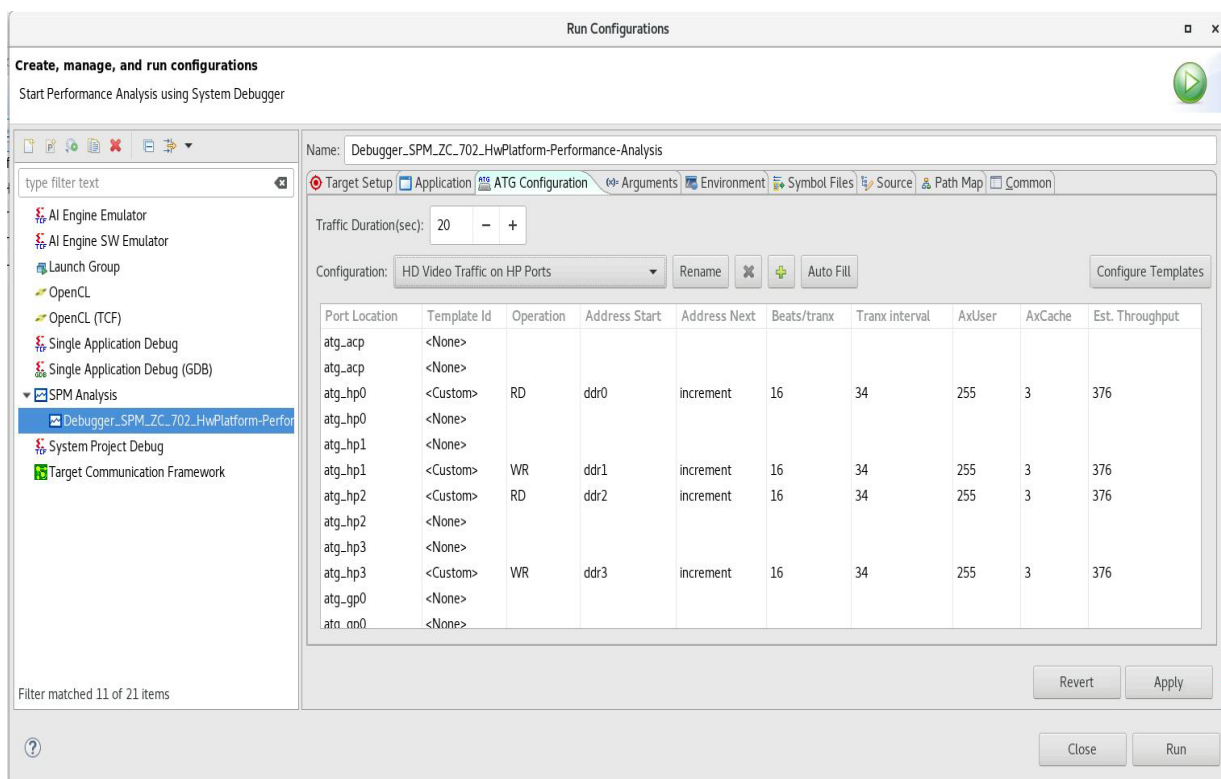 Run Configurations
Create, manage, and run configurations
Start Performance Analysis using System Debugger
Name: Debugger_SPM_ZC_702_HwPlatform-Performance-Analysis
type filter text
AI Engine Emulator
AI Engine SW Emulator
Launch Group
OpenCL
OpenCL (TCF)
Single Application Debug
Single Application Debug (GDB)
SPM Analysis
Debugger_SPM_ZC_702_HwPlatform-Perfor
System Project Debug
Target Communication Framework
Filter matched 11 of 21 items
Target Setup Application ATG Configuration (x)= Arguments Environment Symbol Files Source Path Map Common
Traffic Duration(sec): 20 − +
Configuration: HD Video Traffic on HP Ports Rename Auto Fill Configure Templates
Port Location Template Id Operation Address Start Address Next Beats/tranx Tranx interval AxUser AxCache Est. Throughput
atg_acp <None>
atg_acp <None>
atg_hp0 <Custom> RD ddr0 increment 16 34 255 3 376
atg_hp0 <None>
atg_hp1 <None>
atg_hp1 <Custom> WR ddr1 increment 16 34 255 3 376
atg_hp2 <Custom> RD ddr2 increment 16 34 255 3 376
atg_hp2 <None>
atg_hp3 <None>
atg_hp3 <Custom> WR ddr3 increment 16 34 255 3 376
atg_gp0 <None>
atg_gp0 <None>
Revert Apply
Close Run